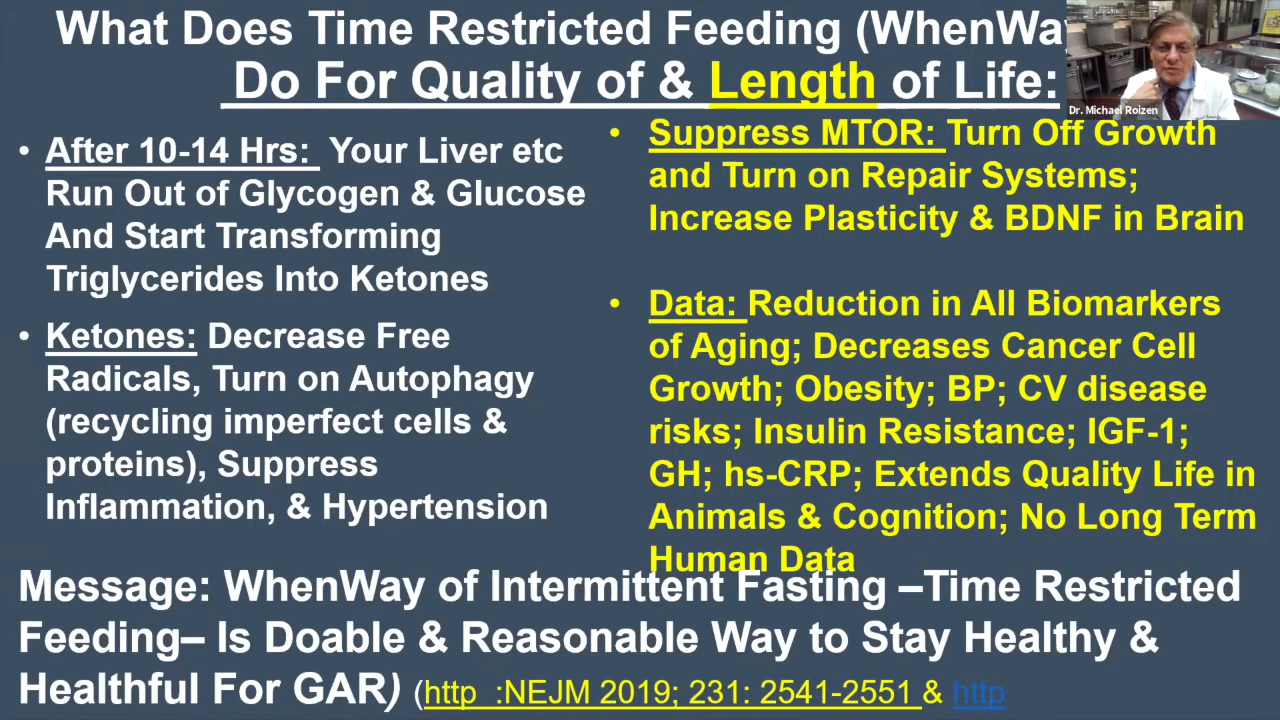 What Does Time Restricted Feeding (WhenWa
Do For Quality of & Length of Life:
Dr. Michael Roizen
• After 10-14 Hrs: Your Liver etc
Run Out of Glycogen & Glucose
And Start Transforming
Triglycerides Into Ketones
• Ketones: Decrease Free
Radicals, Turn on Autophagy
(recycling imperfect cells &
proteins), Suppress
Inflammation, & Hypertension
• Suppress MTOR: Turn Off Growth
and Turn on Repair Systems;
Increase Plasticity & BDNF in Brain
• Data: Reduction in All Biomarkers
of Aging; Decreases Cancer Cell
Growth; Obesity; BP; CV disease
risks; Insulin Resistance; IGF-1;
GH; hs-CRP; Extends Quality Life in
Animals & Cognition; No Long Term
Human Data
Message: WhenWay of Intermittent Fasting –Time Restricted
Feeding– Is Doable & Reasonable Way to Stay Healthy &
Healthful For GAR) (http :NEJM 2019; 231: 2541-2551 & http